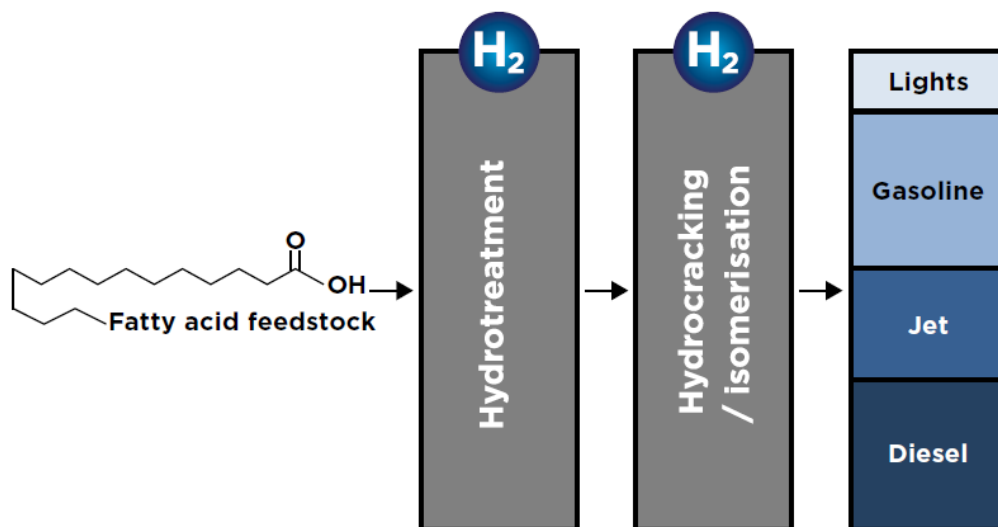 H2
H2
Lights
Gasoline
O
OH
Fatty acid feedstock
Hydrotreatment
Hydrocracking
/ isomerisation
Jet
Diesel